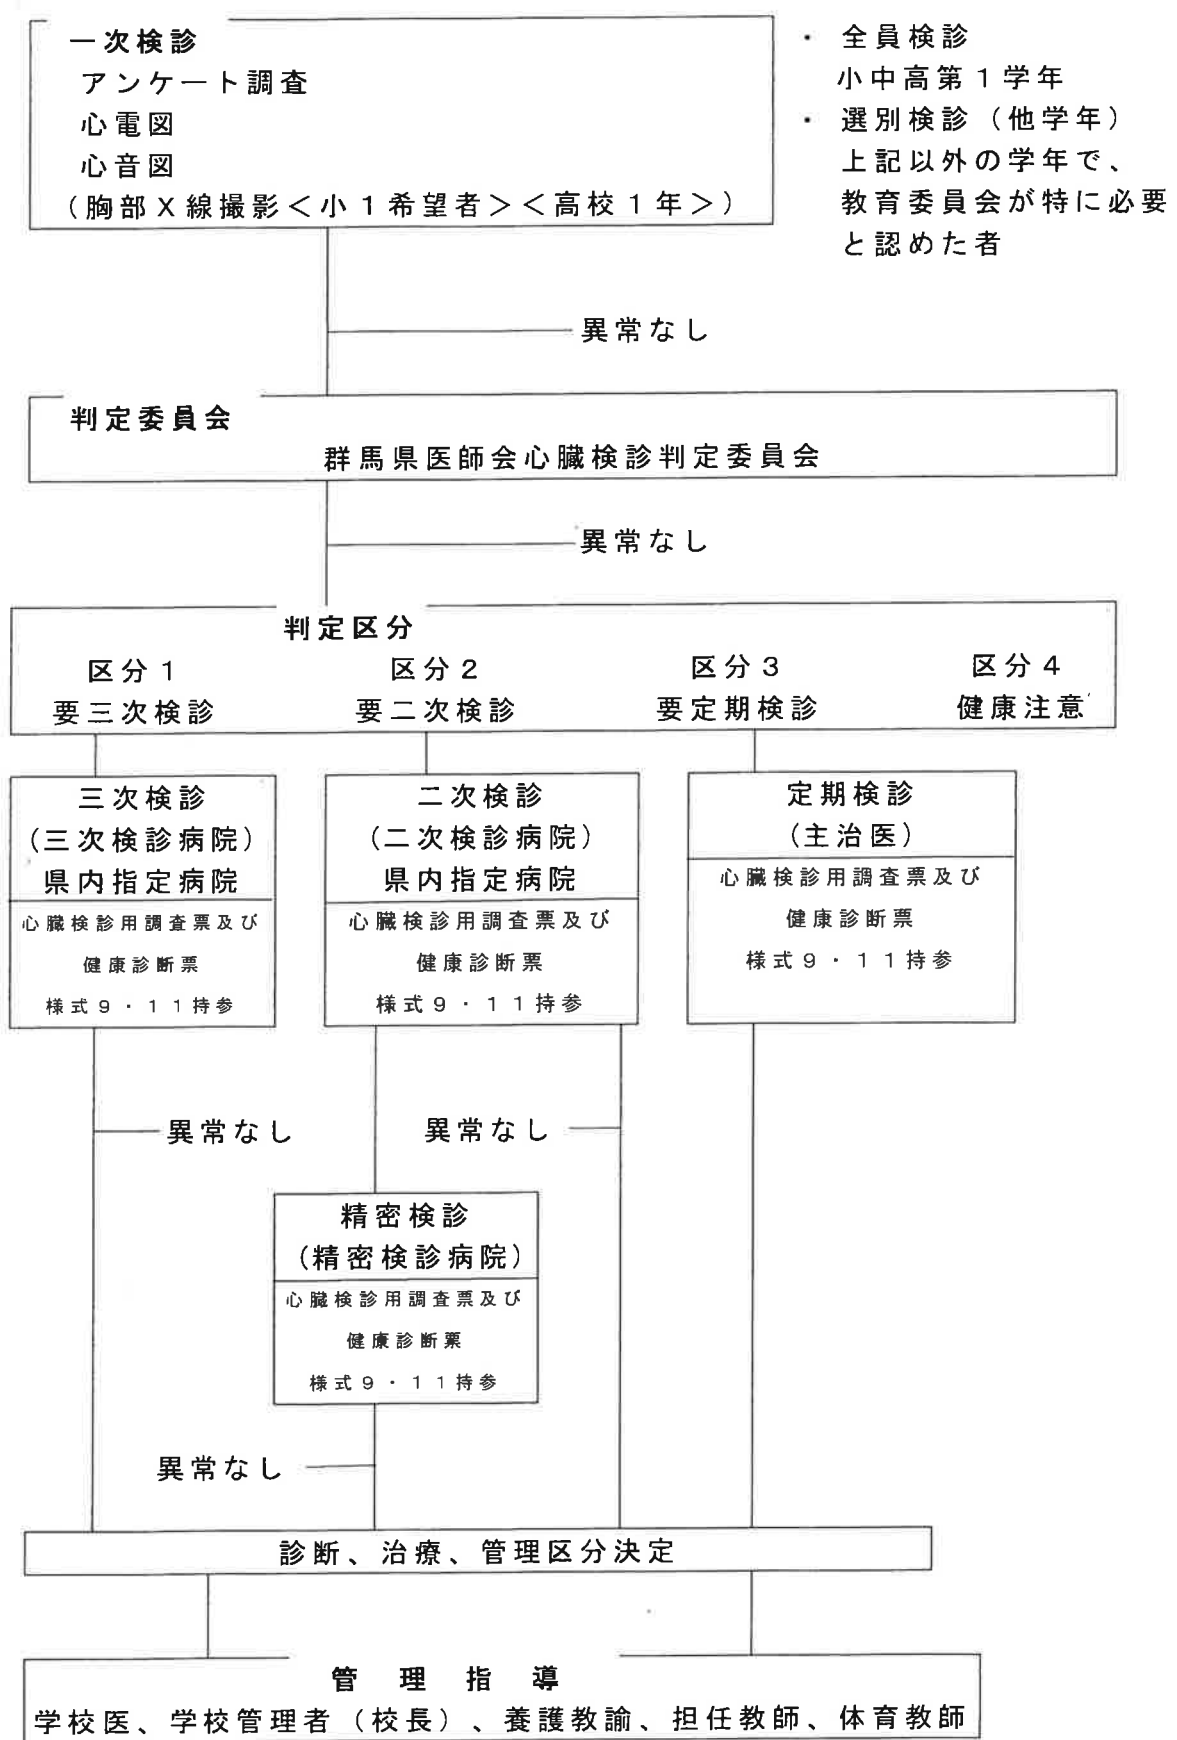 一次検診
アンケート調査
心電図
心音図
(胸部X線撮影<小1希望者><高校1年>)
・ 全員検診
小中高第1学年
・ 選別検診(他学年)
上記以外の学年で、
教育委員会が特に必要
と認めた者
異常なし
判定委員会
群馬県医師会心臓検診判定委員会
異常なし
判定区分
区分1 区分2 区分3 区分4
要三次検診 要二次検診 要定期検診 健康注意
三次検診
(三次検診病院)
県内指定病院
心臓検診用調査票及び
健康診断票
様式9・11持参
二次検診
(二次検診病院)
県内指定病院
心臓検診用調査票及び
健康診断票
様式9・11持参
定期検診
(主治医)
心臓検診用調査票及び
健康診断票
様式9・11持参
異常なし
異常なし
精密検診
(精密検診病院)
心臓検診用調査票及び
健康診断票
様式9・11持参
異常なし
診断、治療、管理区分決定
管理指導
学校医、学校管理者(校長)、養護教諭、担任教師、体育教師